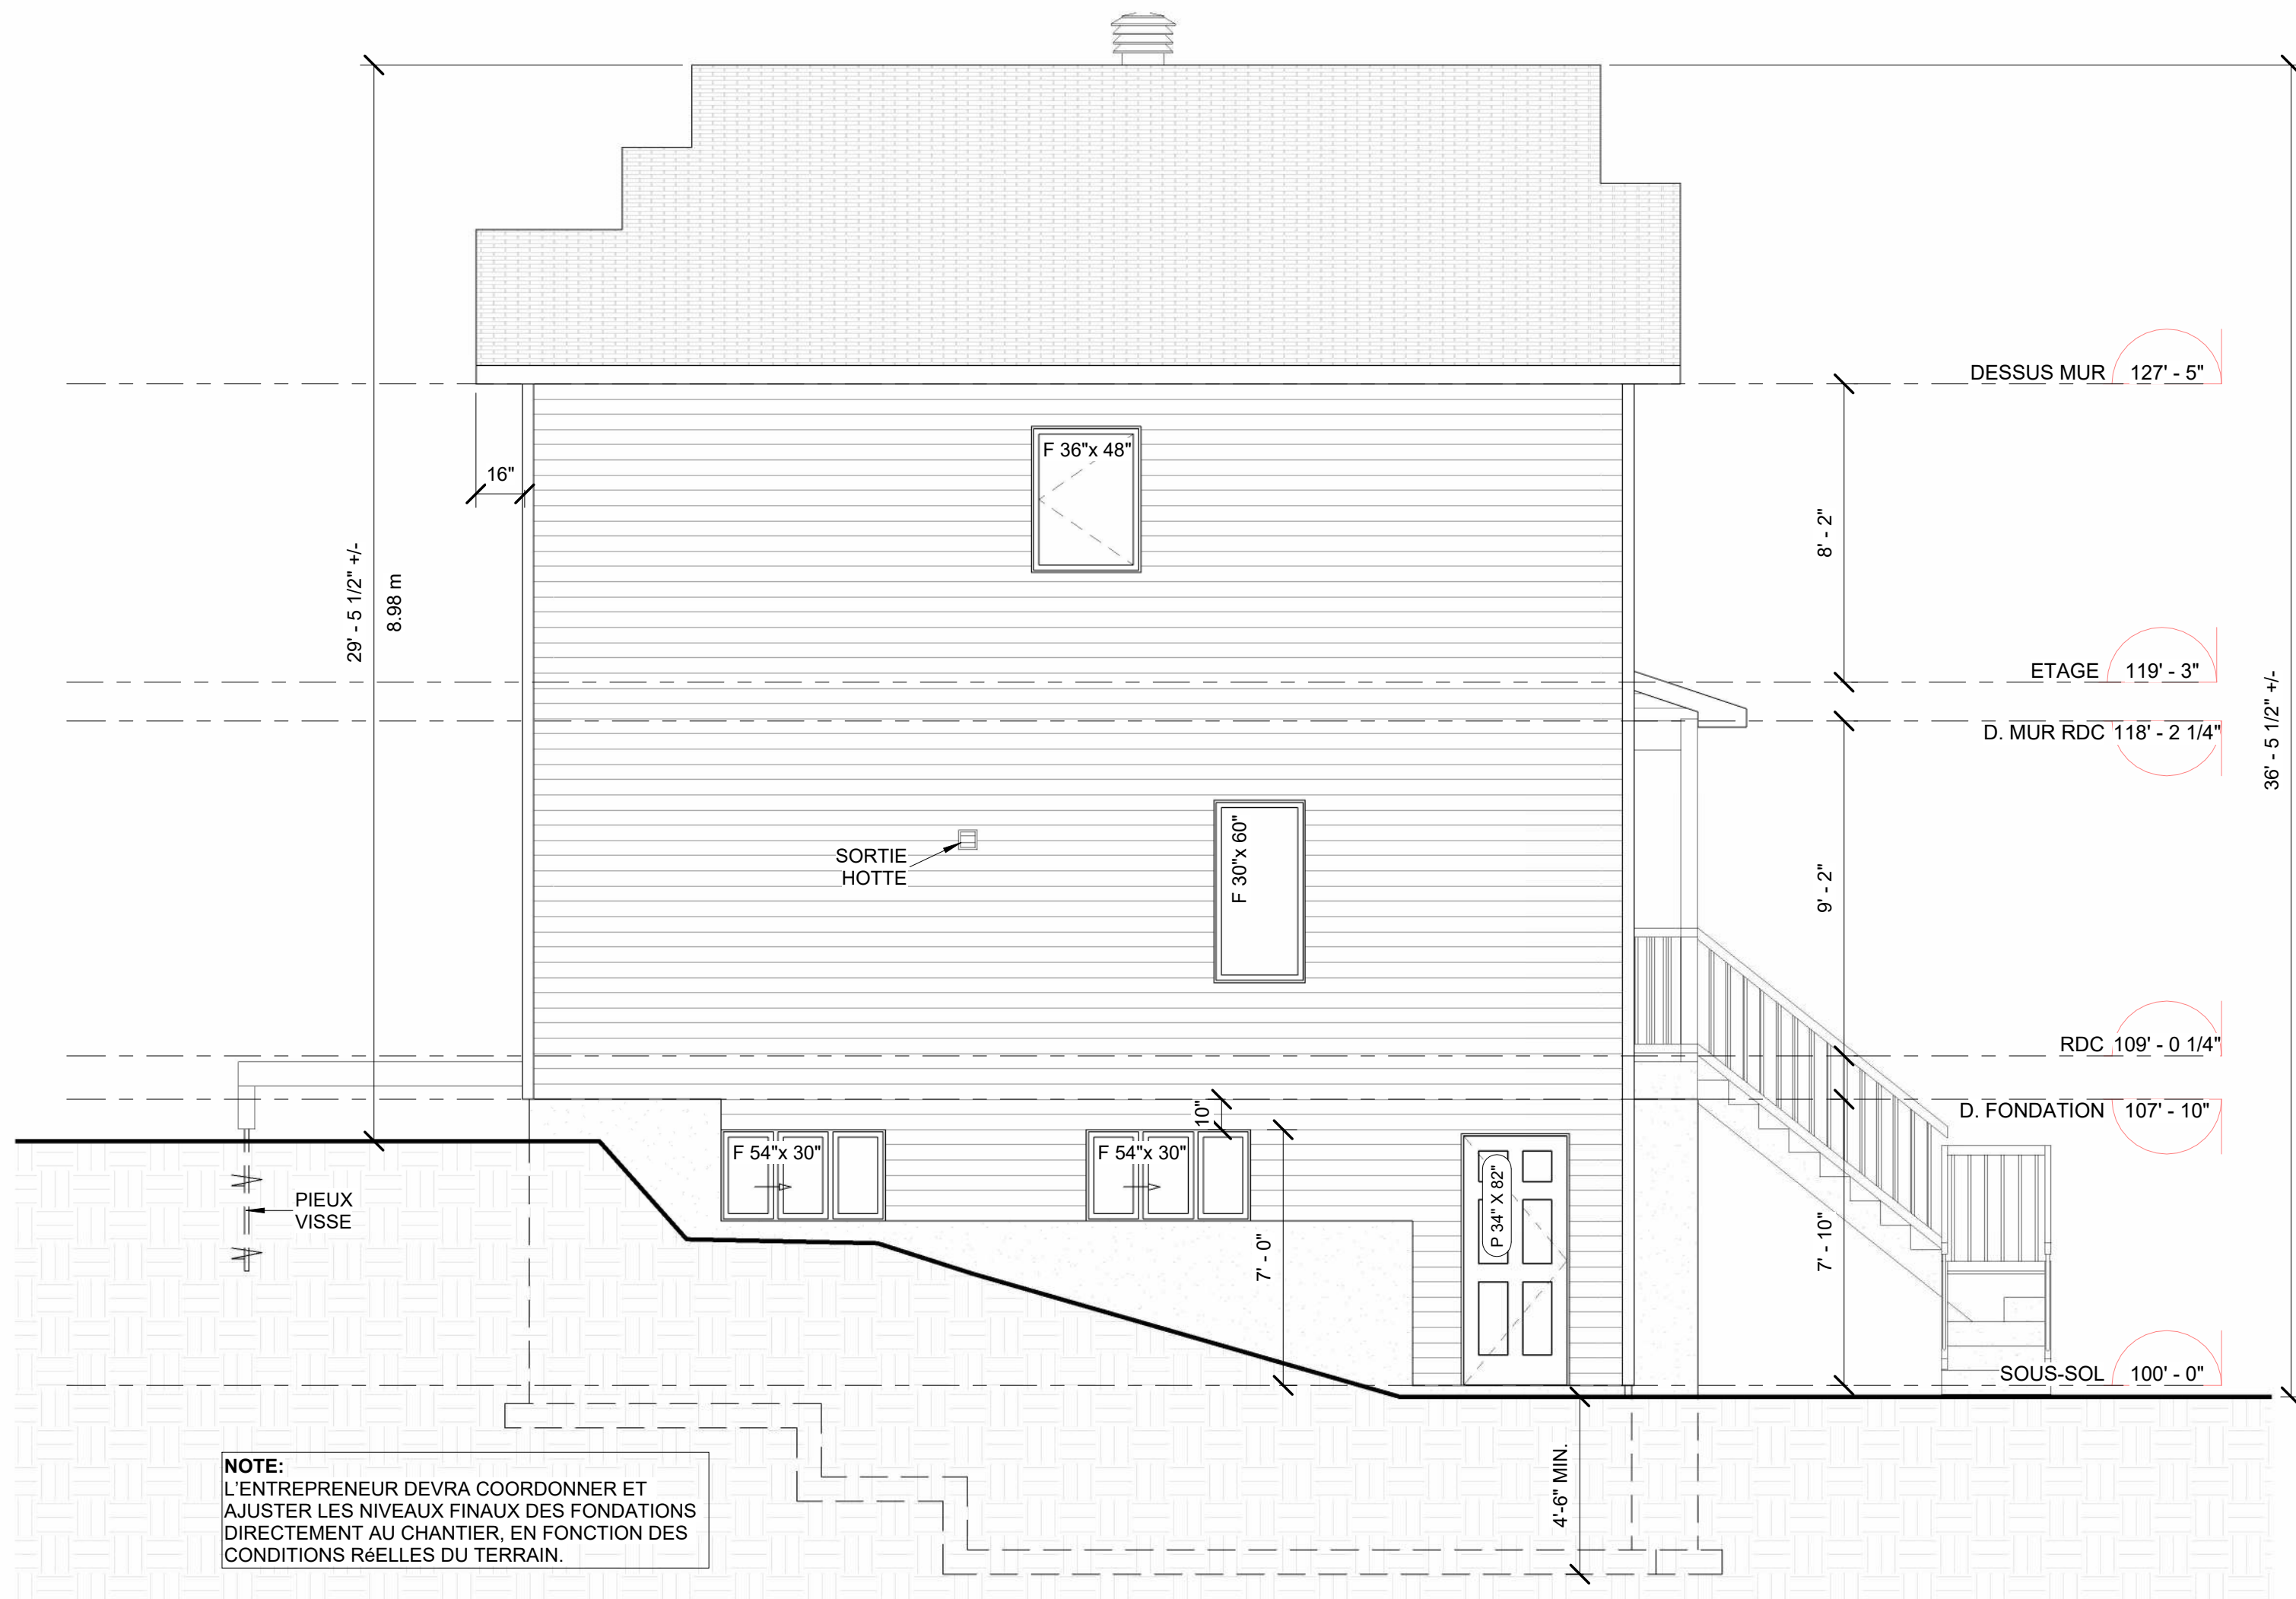 DESSUS MUR 127' - 5"
F 36"x 48"
16"
8' - 2"
29' - 5 1/2" +/-
8.98 m
ETAGE 119' - 3"
D. MUR RDC 118' - 2 1/4"
36' - 5 1/2" +/-
SORTIE
HOTTE
F 30"x 60"
9' - 2"
RDC 109' - 0 1/4"
D. FONDATION 107' - 10"
10"
F 54"x 30"
F 54"x 30"
P 34" X 82"
PIEUX
VISSE
7' - 0"
7' - 10"
SOUS-SOL 100' - 0"
4'-6" MIN.
NOTE:
L'ENTREPRENEUR DEVRA COORDONNER ET
AJUSTER LES NIVEAUX FINAUX DES FONDATIONS
DIRECTEMENT AU CHANTIER, EN FONCTION DES
CONDITIONS RéELLES DU TERRAIN.